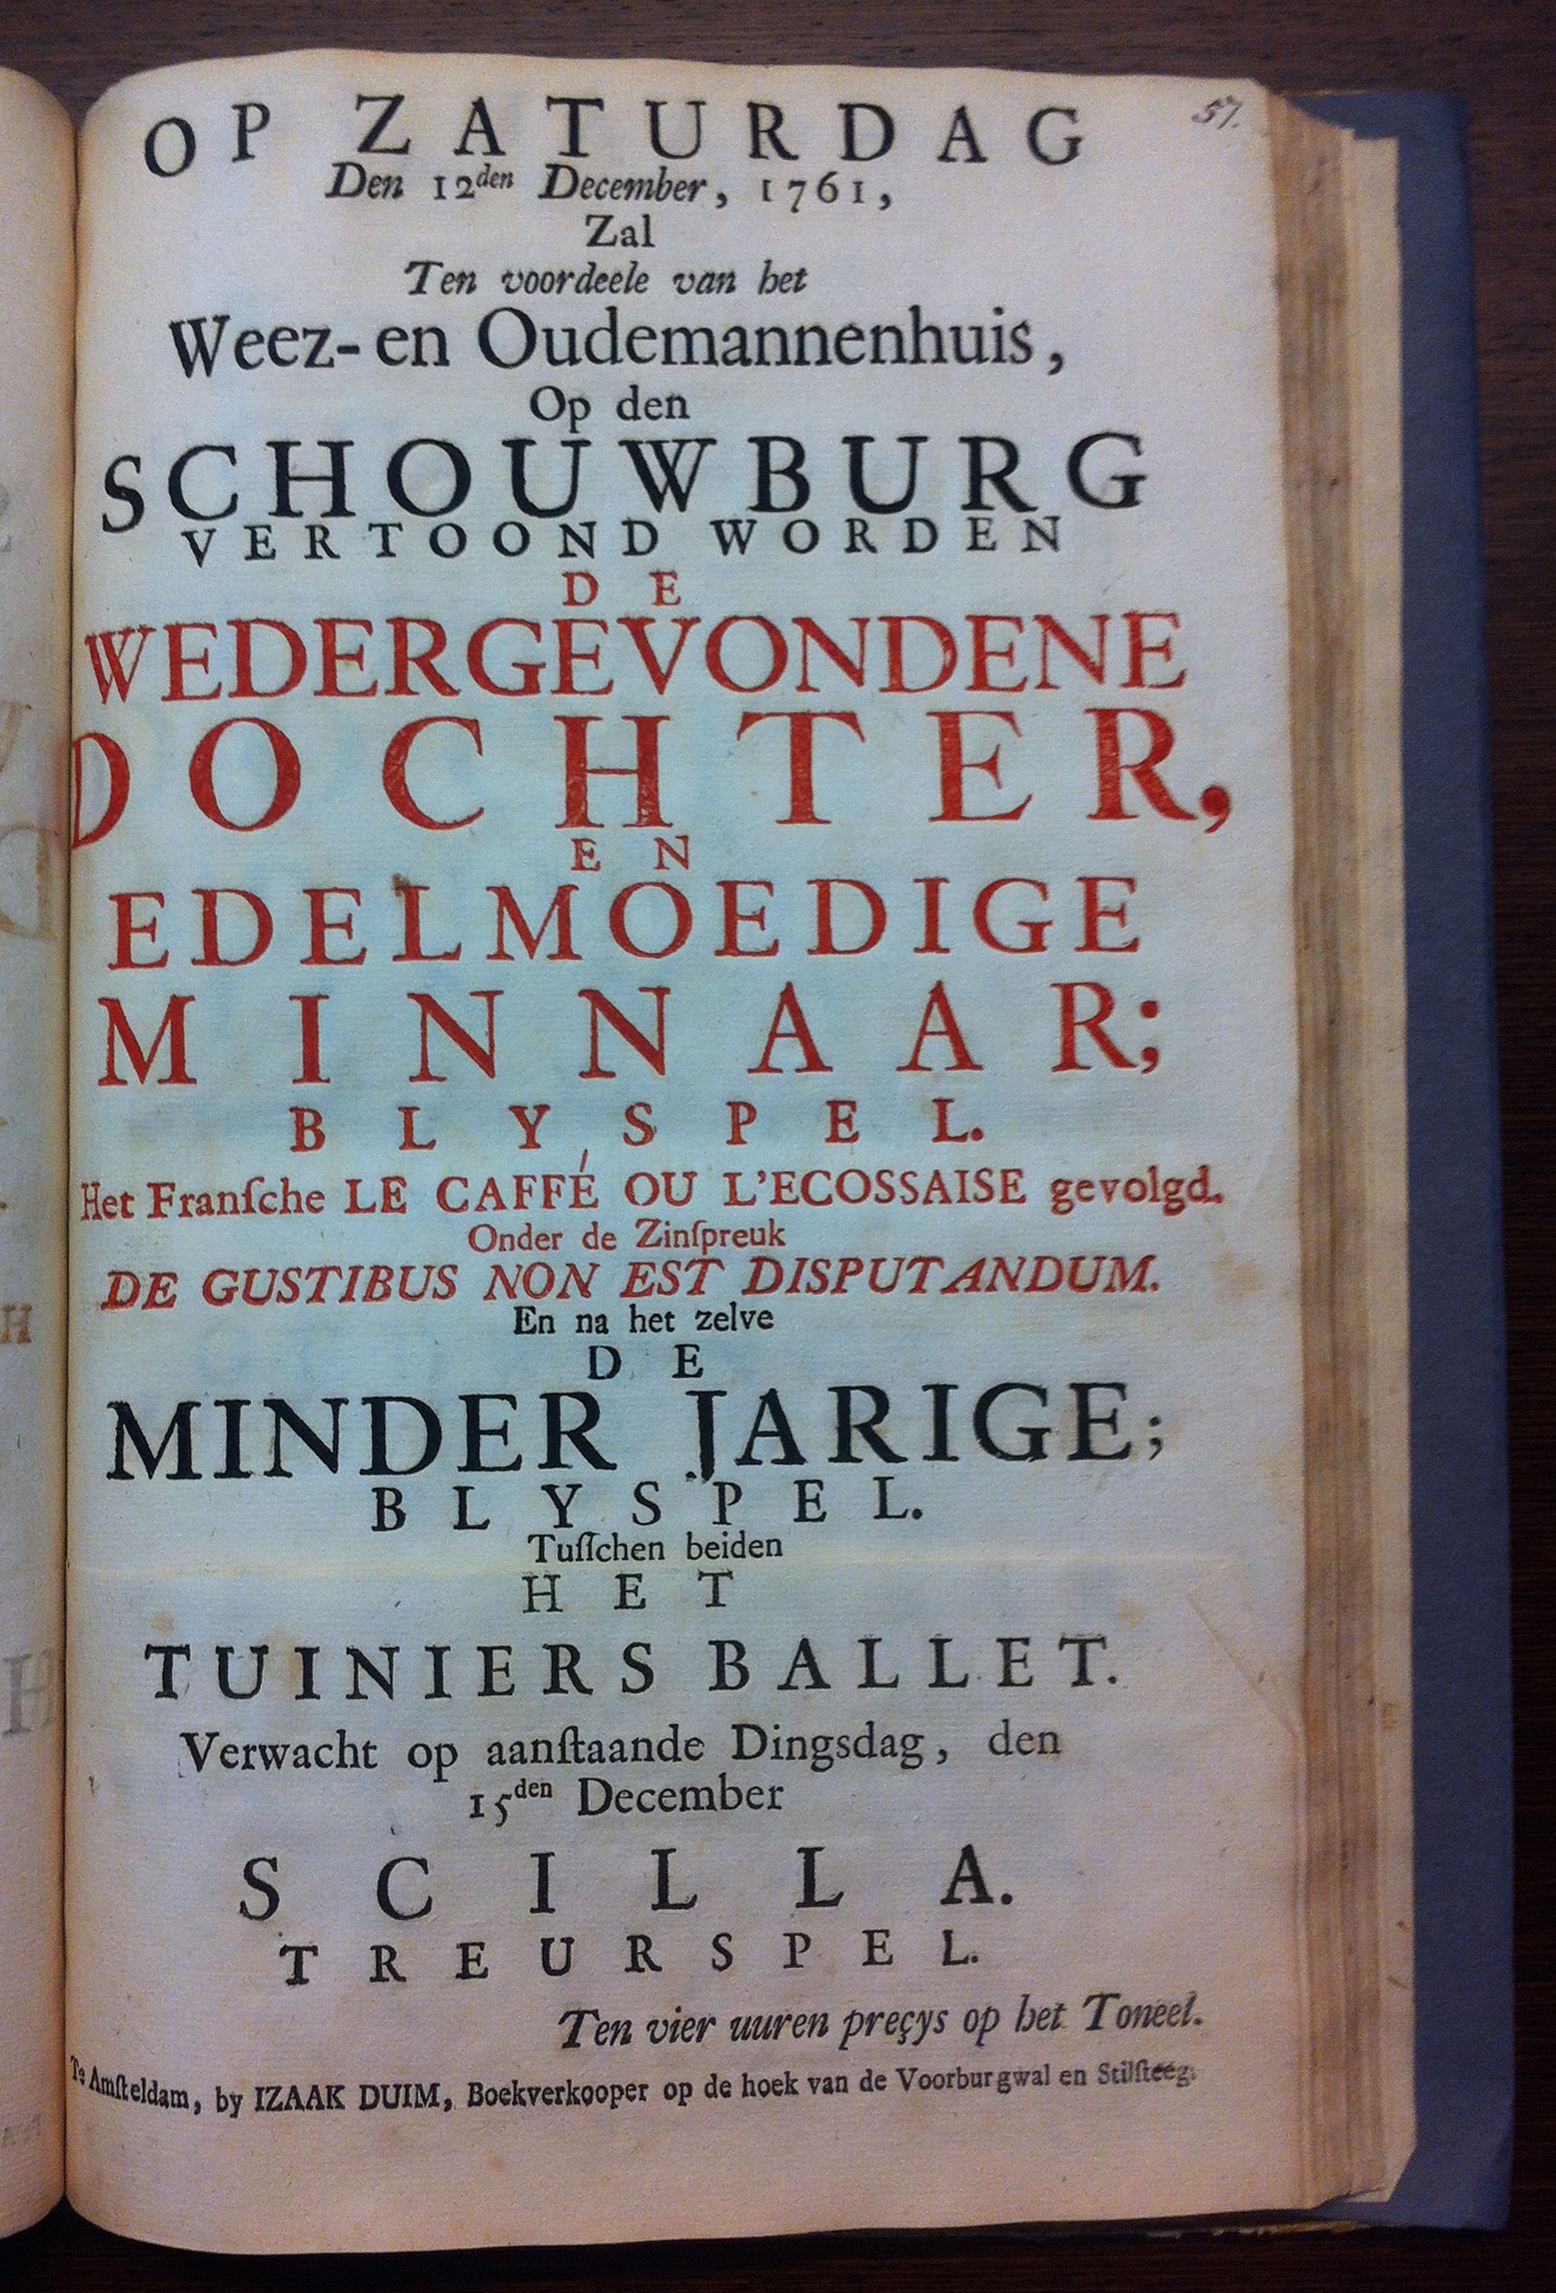 57.
OP ZATURDAG
Den 12den December, 1761,
Zal
Ten voordeele van het
Weez- en Oudemannenhuis,
Op den
SCHOUWBURG
VERTOOND WORDEN
DE
WEDERGEVONDENE
DOCHTER,
EN
EDELMOEDIGE
MINNAAR;
BLYSPEL.
Het Franſche LE CAFFÉ OU L'ECOSSAISE gevolgd.
Onder de Zinſpreuk
DE GUSTIBUS NON EST DISPUTANDUM.
En na het zelve
DE
MINDER JARIGE;
BLYSPEL.
Tuſſchen beiden
HET
TUINIERS BALLET.
Verwacht op aanſtaande Dingsdag, den
15den December
SCILLA.
TREURSPEL.
Ten vier uuren preçys op het Toneel.
Te Amſteldam, by IZAAK DUIM, Boekverkooper op de hoek van de Voorburgwal en Stilſteeg.